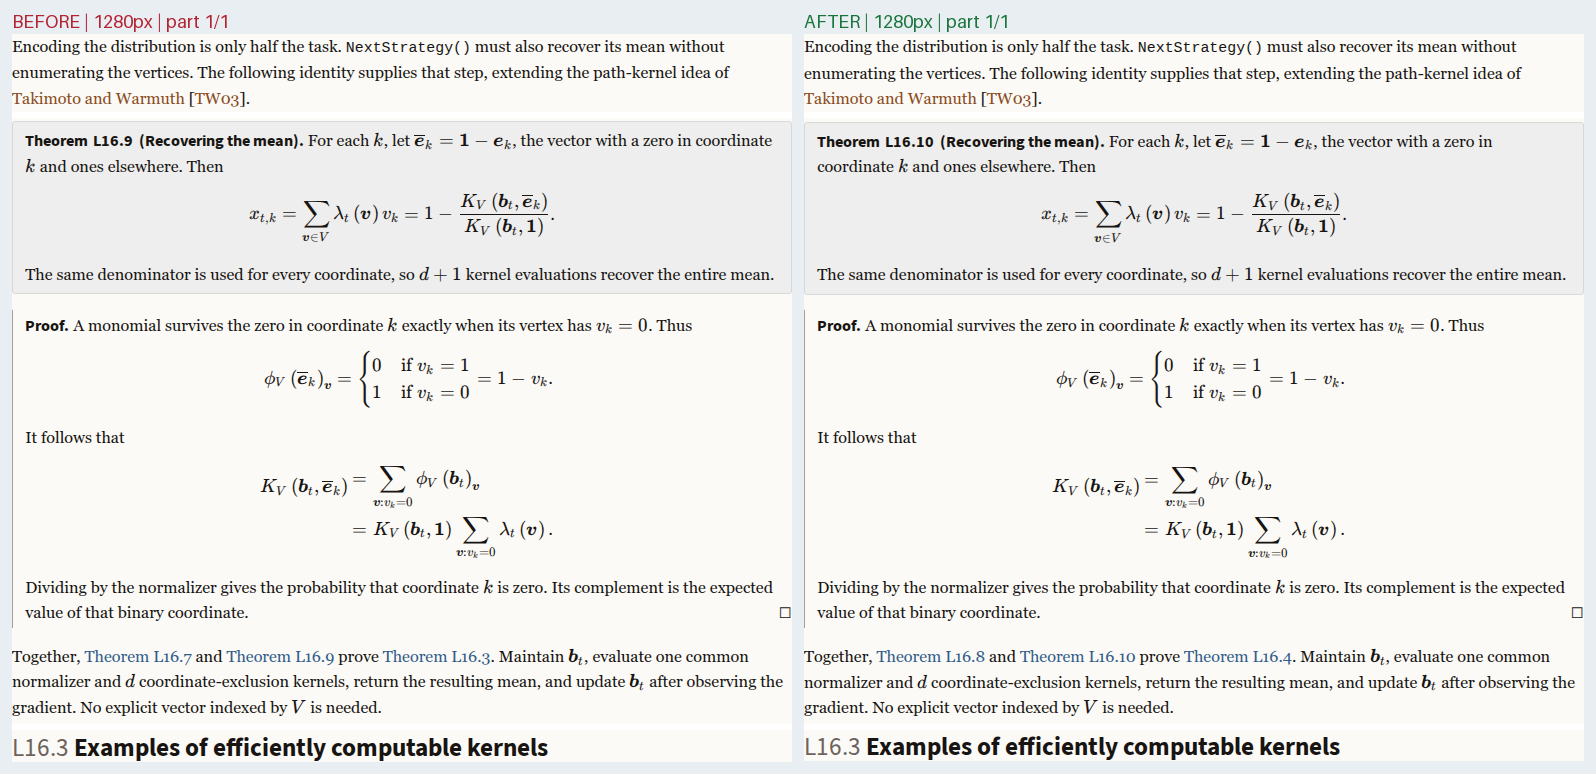 BEFORE | 1280px | part 1/1
Encoding the distribution is only half the task. NextStrategy() must also recover its mean without
enumerating the vertices. The following identity supplies that step, extending the path-kernel idea of
Takimoto and Warmuth [TW03].
Theorem L16.9 (Recovering the mean). For each k, let e̅ₖ = 𝟏 − eₖ, the vector with a zero in coordinate
k and ones elsewhere. Then
x_{t,k} = ∑_{v∈V} λ_t (v) v_k = 1 − K_V (b_t, e̅_k) / K_V (b_t, 𝟏).
The same denominator is used for every coordinate, so d + 1 kernel evaluations recover the entire mean.
Proof. A monomial survives the zero in coordinate k exactly when its vertex has v_k = 0. Thus
ϕ_V (e̅_k)_v = { 0 if v_k = 1
1 if v_k = 0 = 1 − v_k.
It follows that
K_V (b_t, e̅_k) = ∑_{v:v_k=0} ϕ_V (b_t)_v
= K_V (b_t, 𝟏) ∑_{v:v_k=0} λ_t (v).
Dividing by the normalizer gives the probability that coordinate k is zero. Its complement is the expected
value of that binary coordinate. □
Together, Theorem L16.7 and Theorem L16.9 prove Theorem L16.3. Maintain b_t, evaluate one common
normalizer and d coordinate-exclusion kernels, return the resulting mean, and update b_t after observing the
gradient. No explicit vector indexed by V is needed.
L16.3 Examples of efficiently computable kernels
AFTER | 1280px | part 1/1
Encoding the distribution is only half the task. NextStrategy() must also recover its mean without
enumerating the vertices. The following identity supplies that step, extending the path-kernel idea of
Takimoto and Warmuth [TW03].
Theorem L16.10 (Recovering the mean). For each k, let e̅ₖ = 𝟏 − eₖ, the vector with a zero in
coordinate k and ones elsewhere. Then
x_{t,k} = ∑_{v∈V} λ_t (v) v_k = 1 − K_V (b_t, e̅_k) / K_V (b_t, 𝟏).
The same denominator is used for every coordinate, so d + 1 kernel evaluations recover the entire mean.
Proof. A monomial survives the zero in coordinate k exactly when its vertex has v_k = 0. Thus
ϕ_V (e̅_k)_v = { 0 if v_k = 1
1 if v_k = 0 = 1 − v_k.
It follows that
K_V (b_t, e̅_k) = ∑_{v:v_k=0} ϕ_V (b_t)_v
= K_V (b_t, 𝟏) ∑_{v:v_k=0} λ_t (v).
Dividing by the normalizer gives the probability that coordinate k is zero. Its complement is the expected
value of that binary coordinate. □
Together, Theorem L16.8 and Theorem L16.10 prove Theorem L16.4. Maintain b_t, evaluate one common
normalizer and d coordinate-exclusion kernels, return the resulting mean, and update b_t after observing the
gradient. No explicit vector indexed by V is needed.
L16.3 Examples of efficiently computable kernels